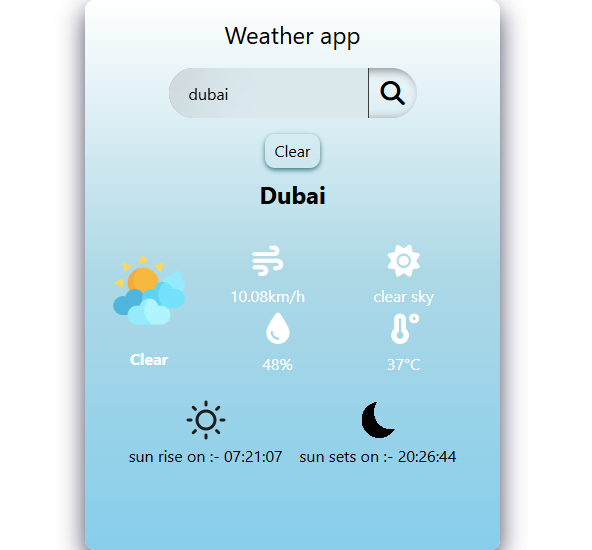 Weather app
dubai
Clear
Dubai
10.08km/h
clear sky
48%
37°C
Clear
sun rise on :- 07:21:07
sun sets on :- 20:26:44